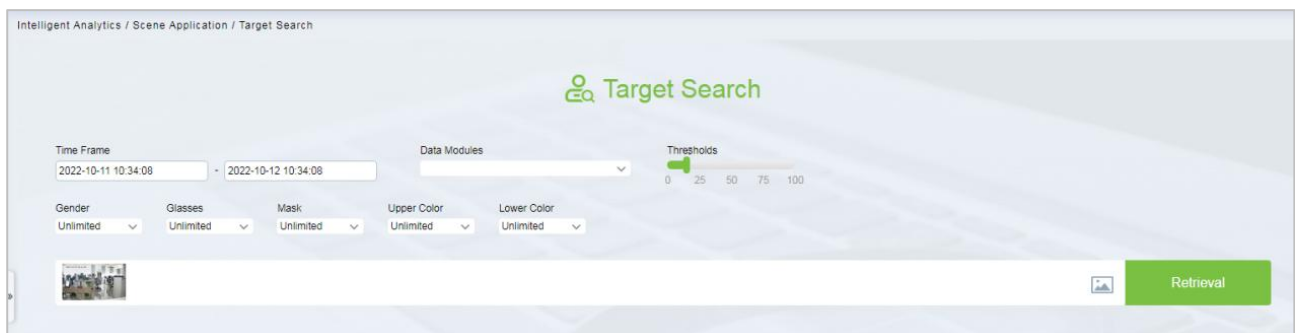 Intelligent Analytics / Scene Application / Target Search
Target Search
Time Frame Data Modules Thresholds
2022-10-11 10:34:08 - 2022-10-12 10:34:08
0 25 50 75 100
Gender Glasses Mask Upper Color Lower Color
Unlimited Unlimited Unlimited Unlimited Unlimited
Retrieval